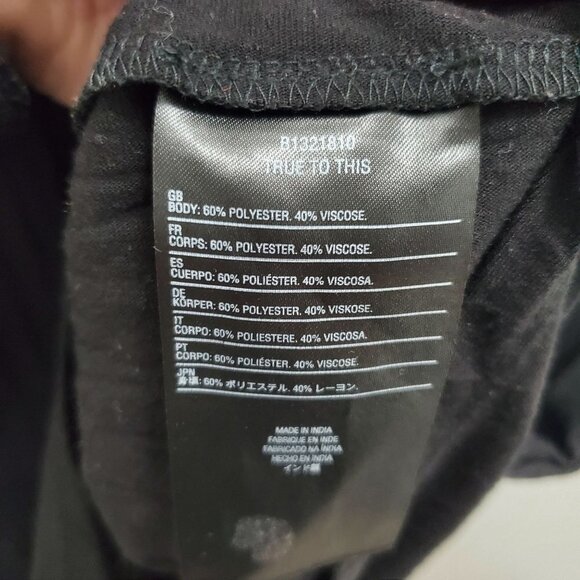 B1321810
TRUE TO THIS
GB
BODY: 60% POLYESTER. 40% VISCOSE.
FR
CORPS: 60% POLYESTER. 40% VISCOSE.
ES
CUERPO: 60% POLIÉSTER. 40% VISCOSA.
DE
KÖRPER: 60% POLYESTER. 40% VISKOSE.
IT
CORPO: 60% POLIESTERE. 40% VISCOSA.
PT
CORPO: 60% POLIÉSTER. 40% VISCOSE.
JPN
身頃: 60% ポリエステル. 40% レーヨン.
MADE IN INDIA
FABRIQUE EN INDE
FABRICADO NA ÍNDIA
HECHO EN INDIA
インド製